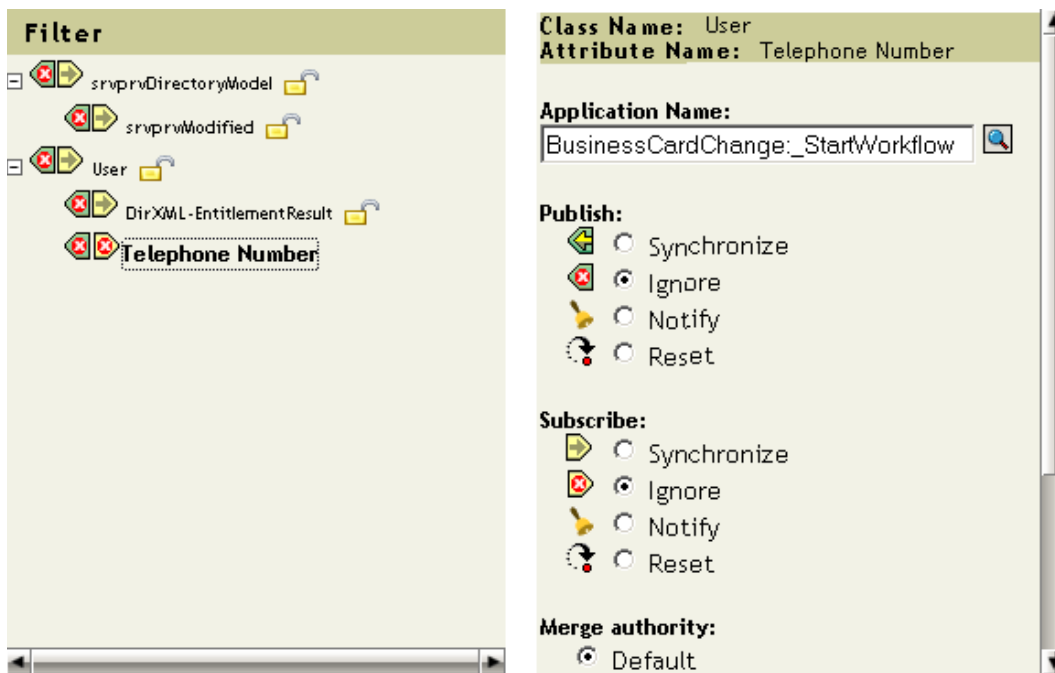 Filter
srvprvDirectoryModel
srvprvModified
User
DirXML-EntitlementResult
Telephone Number
Class Name: User
Attribute Name: Telephone Number
Application Name:
BusinessCardChange:_StartWorkflow
Publish:
Synchronize
Ignore
Notify
Reset
Subscribe:
Synchronize
Ignore
Notify
Reset
Merge authority:
Default